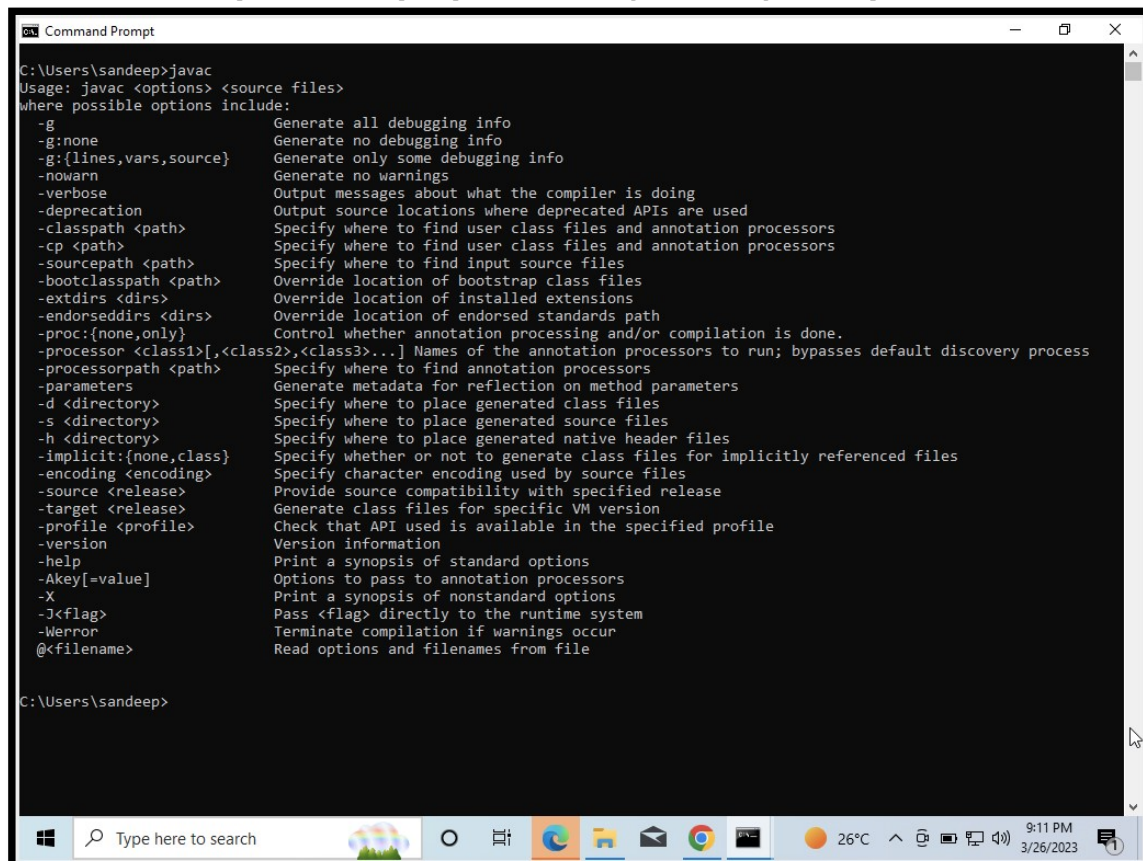 Command Prompt
C:\Users\sandeep>javac
Usage: javac <options> <source files>
where possible options include:
-g Generate all debugging info
-g:none Generate no debugging info
-g:{lines,vars,source} Generate only some debugging info
-nowarn Generate no warnings
-verbose Output messages about what the compiler is doing
-deprecation Output source locations where deprecated APIs are used
-classpath <path> Specify where to find user class files and annotation processors
-cp <path> Specify where to find user class files and annotation processors
-sourcepath <path> Specify where to find input source files
-bootclasspath <path> Override location of bootstrap class files
-extdirs <dirs> Override location of installed extensions
-endorseddirs <dirs> Override location of endorsed standards path
-proc:{none,only} Control whether annotation processing and/or compilation is done.
-processor <class1>[,<class2>,<class3>...] Names of the annotation processors to run; bypasses default discovery process
-processorpath <path> Specify where to find annotation processors
-parameters Generate metadata for reflection on method parameters
-d <directory> Specify where to place generated class files
-s <directory> Specify where to place generated source files
-h <directory> Specify where to place generated native header files
-implicit:{none,class} Specify whether or not to generate class files for implicitly referenced files
-encoding <encoding> Specify character encoding used by source files
-source <release> Provide source compatibility with specified release
-target <release> Generate class files for specific VM version
-profile <profile> Check that API used is available in the specified profile
-version Version information
-help Print a synopsis of standard options
-Akey[=value] Options to pass to annotation processors
-X Print a synopsis of nonstandard options
-J<flag> Pass <flag> directly to the runtime system
-Werror Terminate compilation if warnings occur
@<filename> Read options and filenames from file
C:\Users\sandeep>
Type here to search 26°C 9:11 PM
3/26/2023 1